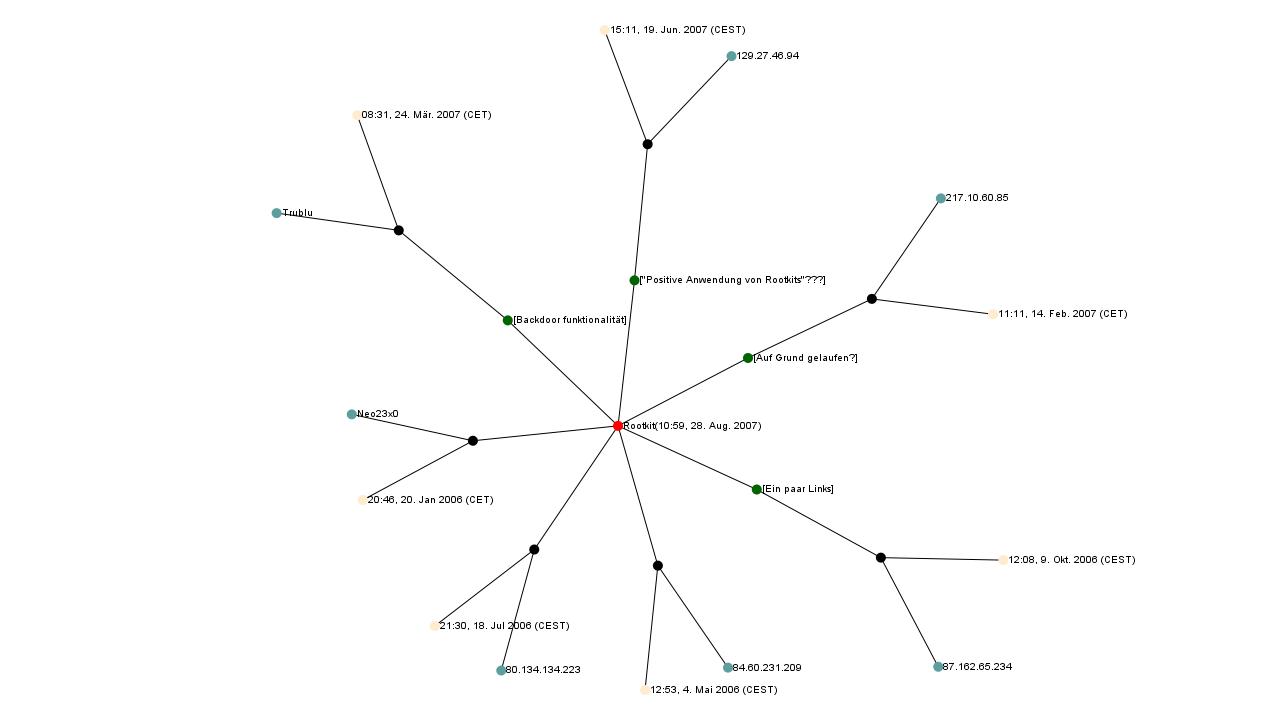 15:11, 19. Jun. 2007 (CEST)
129.27.46.94
08:31, 24. Mär. 2007 (CET)
217.10.60.85
Trublu
["Positive Anwendung von Rootkits"???]
11:11, 14. Feb. 2007 (CET)
[Backdoor funktionalität]
[Auf Grund gelaufen?]
Neo23x0
Rootkit(10:59, 28. Aug. 2007)
[Ein paar Links]
20:46, 20. Jan 2006 (CET)
12:08, 9. Okt. 2006 (CEST)
21:30, 18. Jul 2006 (CEST)
87.162.65.234
84.60.231.209
80.134.134.223
12:53, 4. Mai 2006 (CEST)